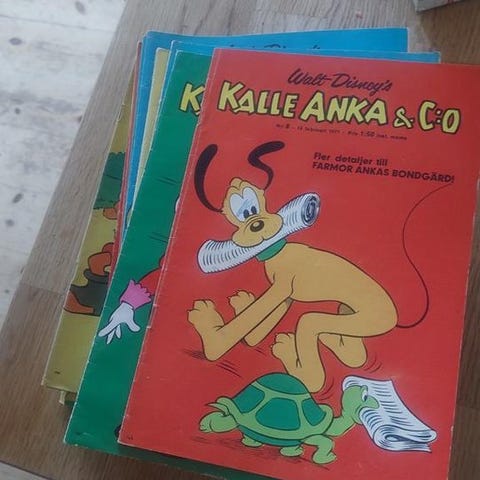 Walt Disney's
KALLE ANKA & C:O
Fler detaljer till
FARMOR ANKAS BONDGÅRD!
K